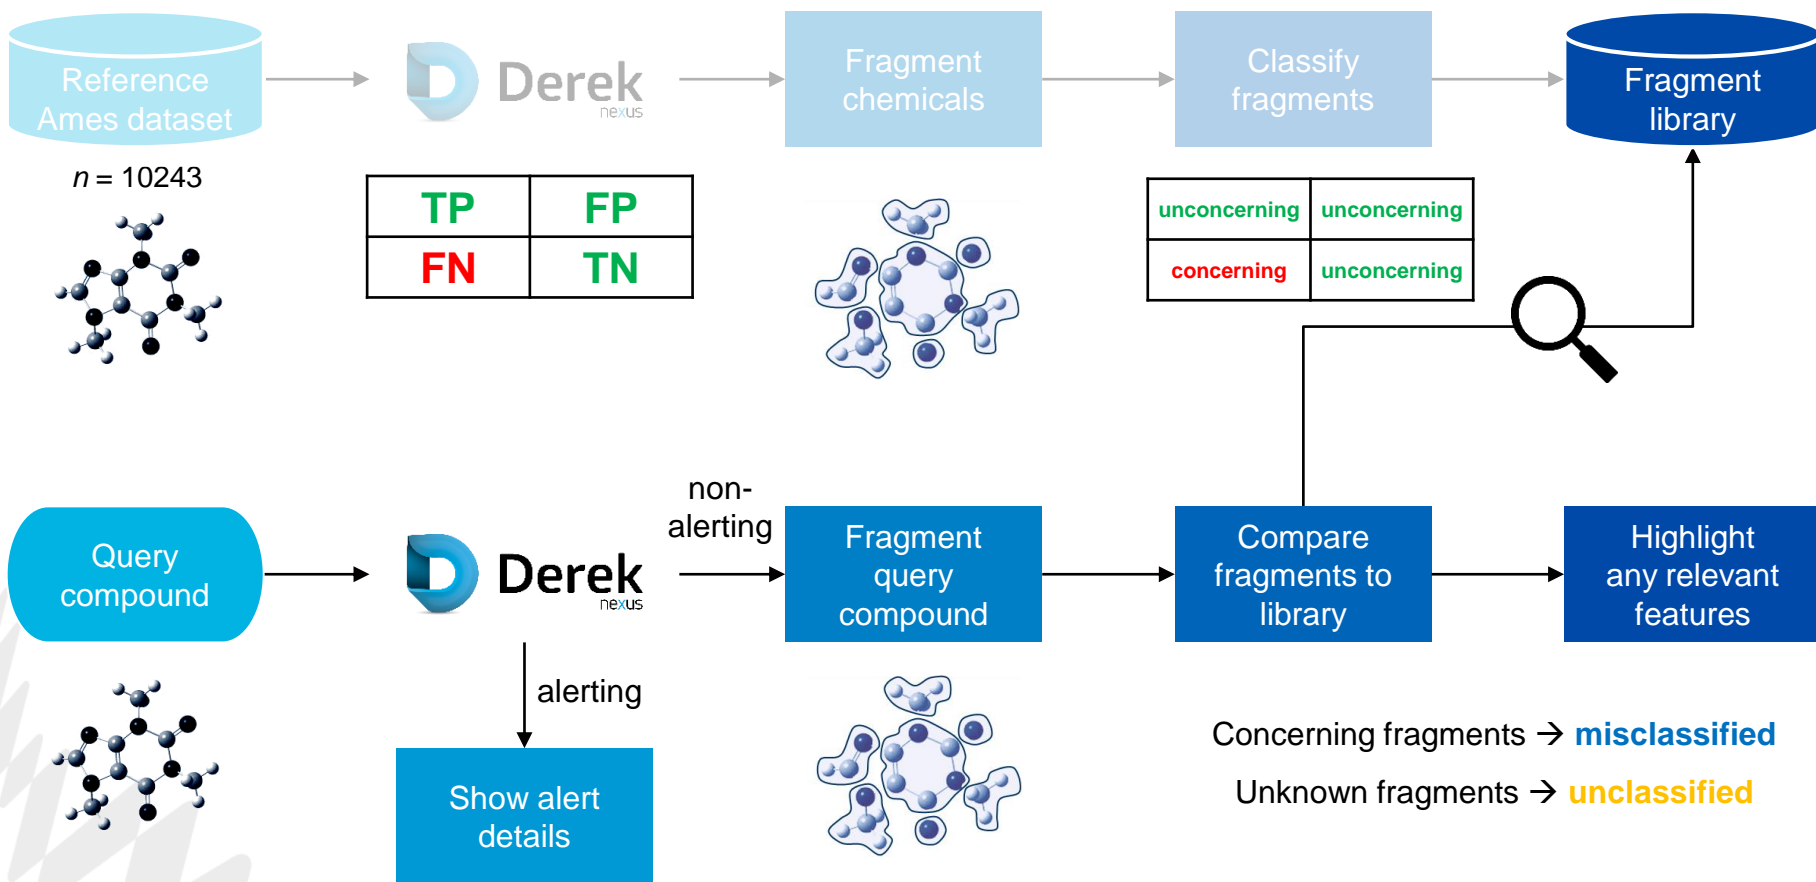 Reference
Ames dataset
n = 10243
Derek
nexus
TP FP
FN TN
Fragment
chemicals
Classify
fragments
unconcerning unconcerning
concerning unconcerning
Fragment
library
Query
compound
Derek
nexus
non-
alerting
alerting
Show alert
details
Fragment
query
compound
Compare
fragments to
library
Highlight
any relevant
features
Concerning fragments → misclassified
Unknown fragments → unclassified